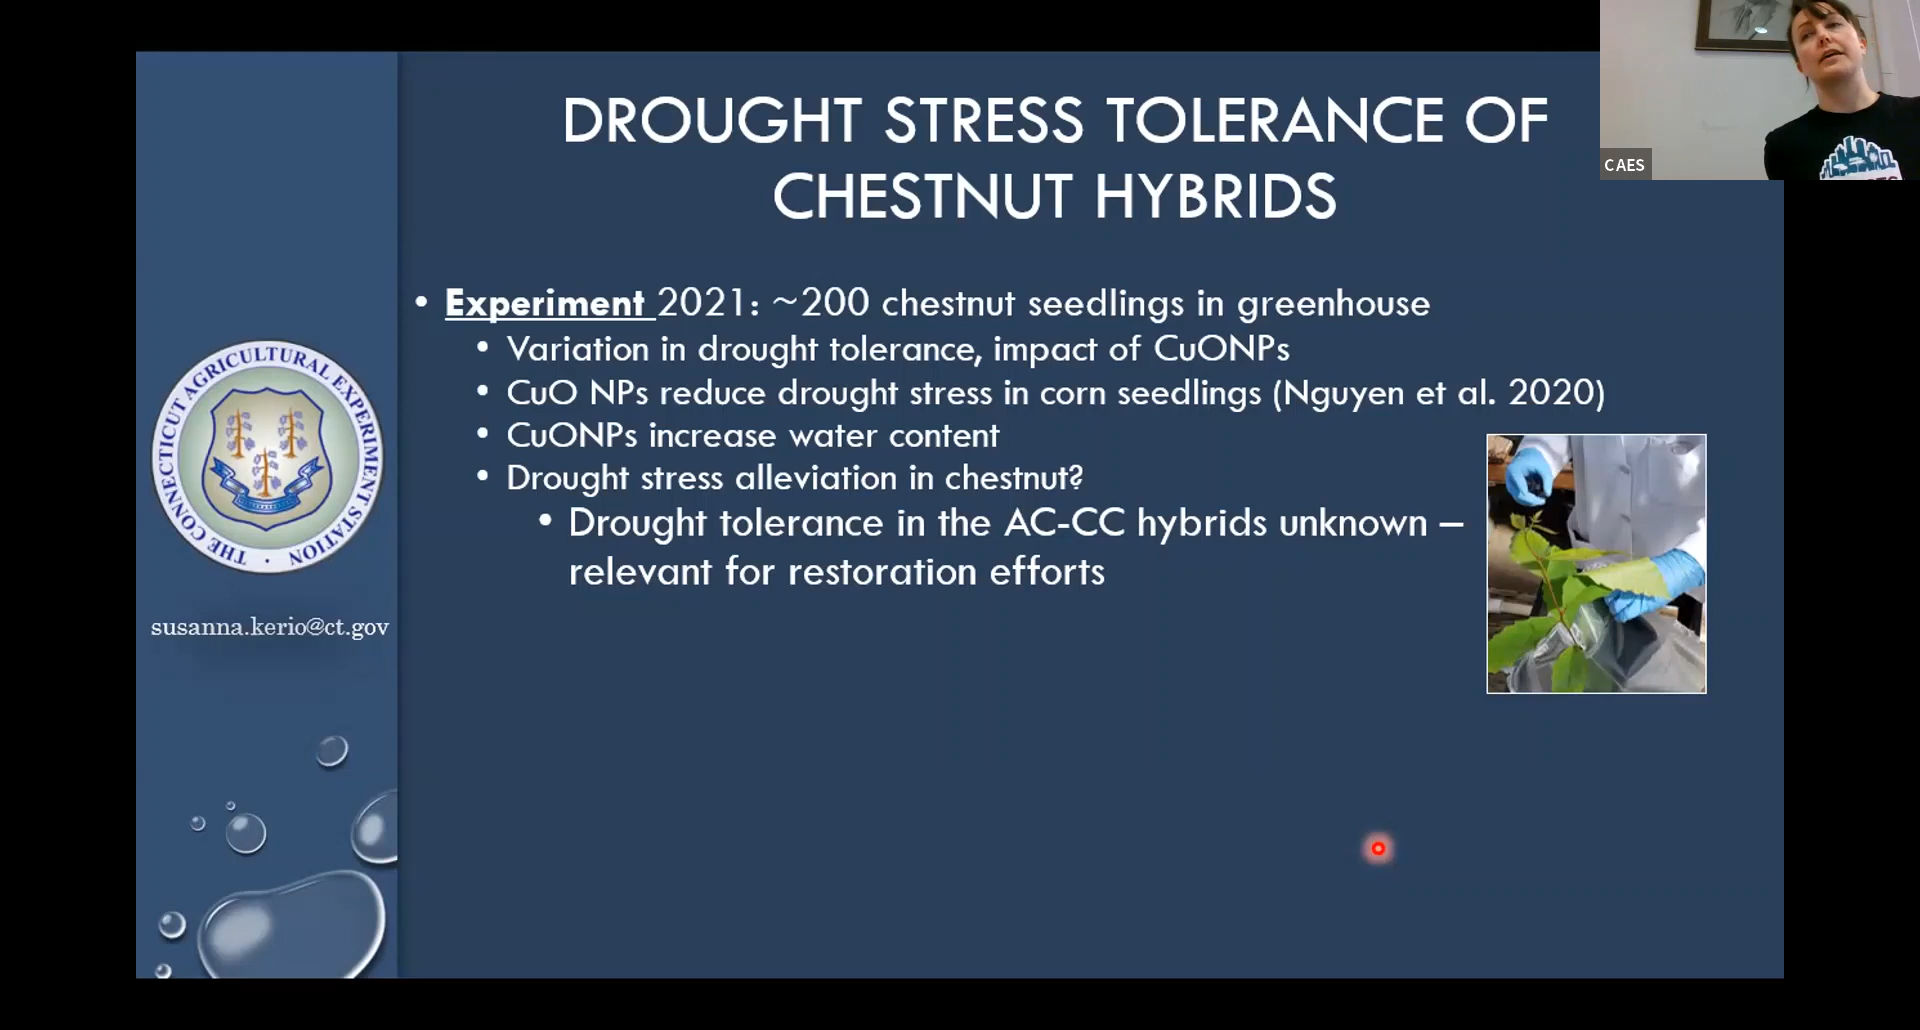 DROUGHT STRESS TOLERANCE OF
CHESTNUT HYBRIDS
CAES
• Experiment 2021: ~200 chestnut seedlings in greenhouse
• Variation in drought tolerance, impact of CuONPs
• CuO NPs reduce drought stress in corn seedlings (Nguyen et al. 2020)
• CuONPs increase water content
• Drought stress alleviation in chestnut?
• Drought tolerance in the AC-CC hybrids unknown –
relevant for restoration efforts
THE CONNECTICUT AGRICULTURAL EXPERIMENT STATION
susanna.kerio@ct.gov